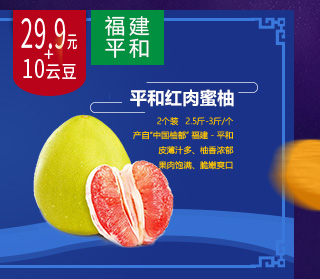 29.9元
+
10云豆
福建
平和
平和红肉蜜柚
2个装 2.5斤-3斤/个
产自“中国柚都”福建-平和
皮薄汁多、柚香浓郁
果肉饱满、脆嫩爽口